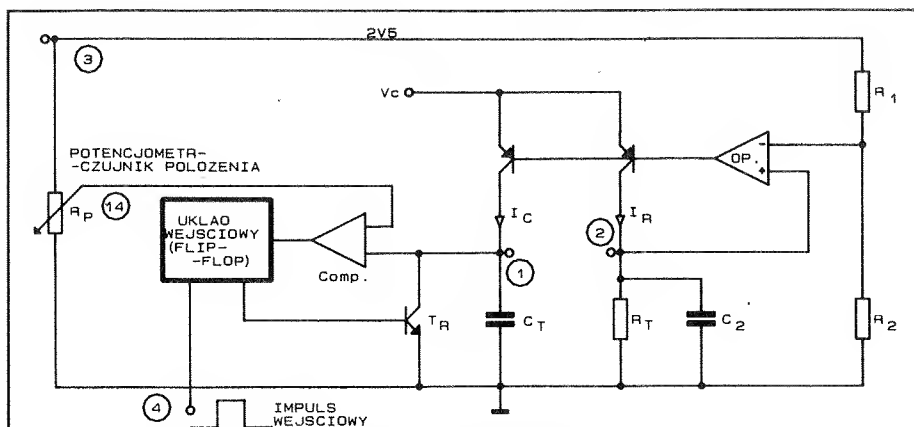 2V5
3
Vc
R1
POTENCJOMETR-
-CZUJNIK POLOZENIA
OP.
-
+
RP
14
UKLAO
WEJSCIOWY
(FLIP-
-FLOP)
IC
IR
2
1
Comp.
TR
CT
RT
C2
R2
4
IMPULS
WEJSCIOWY